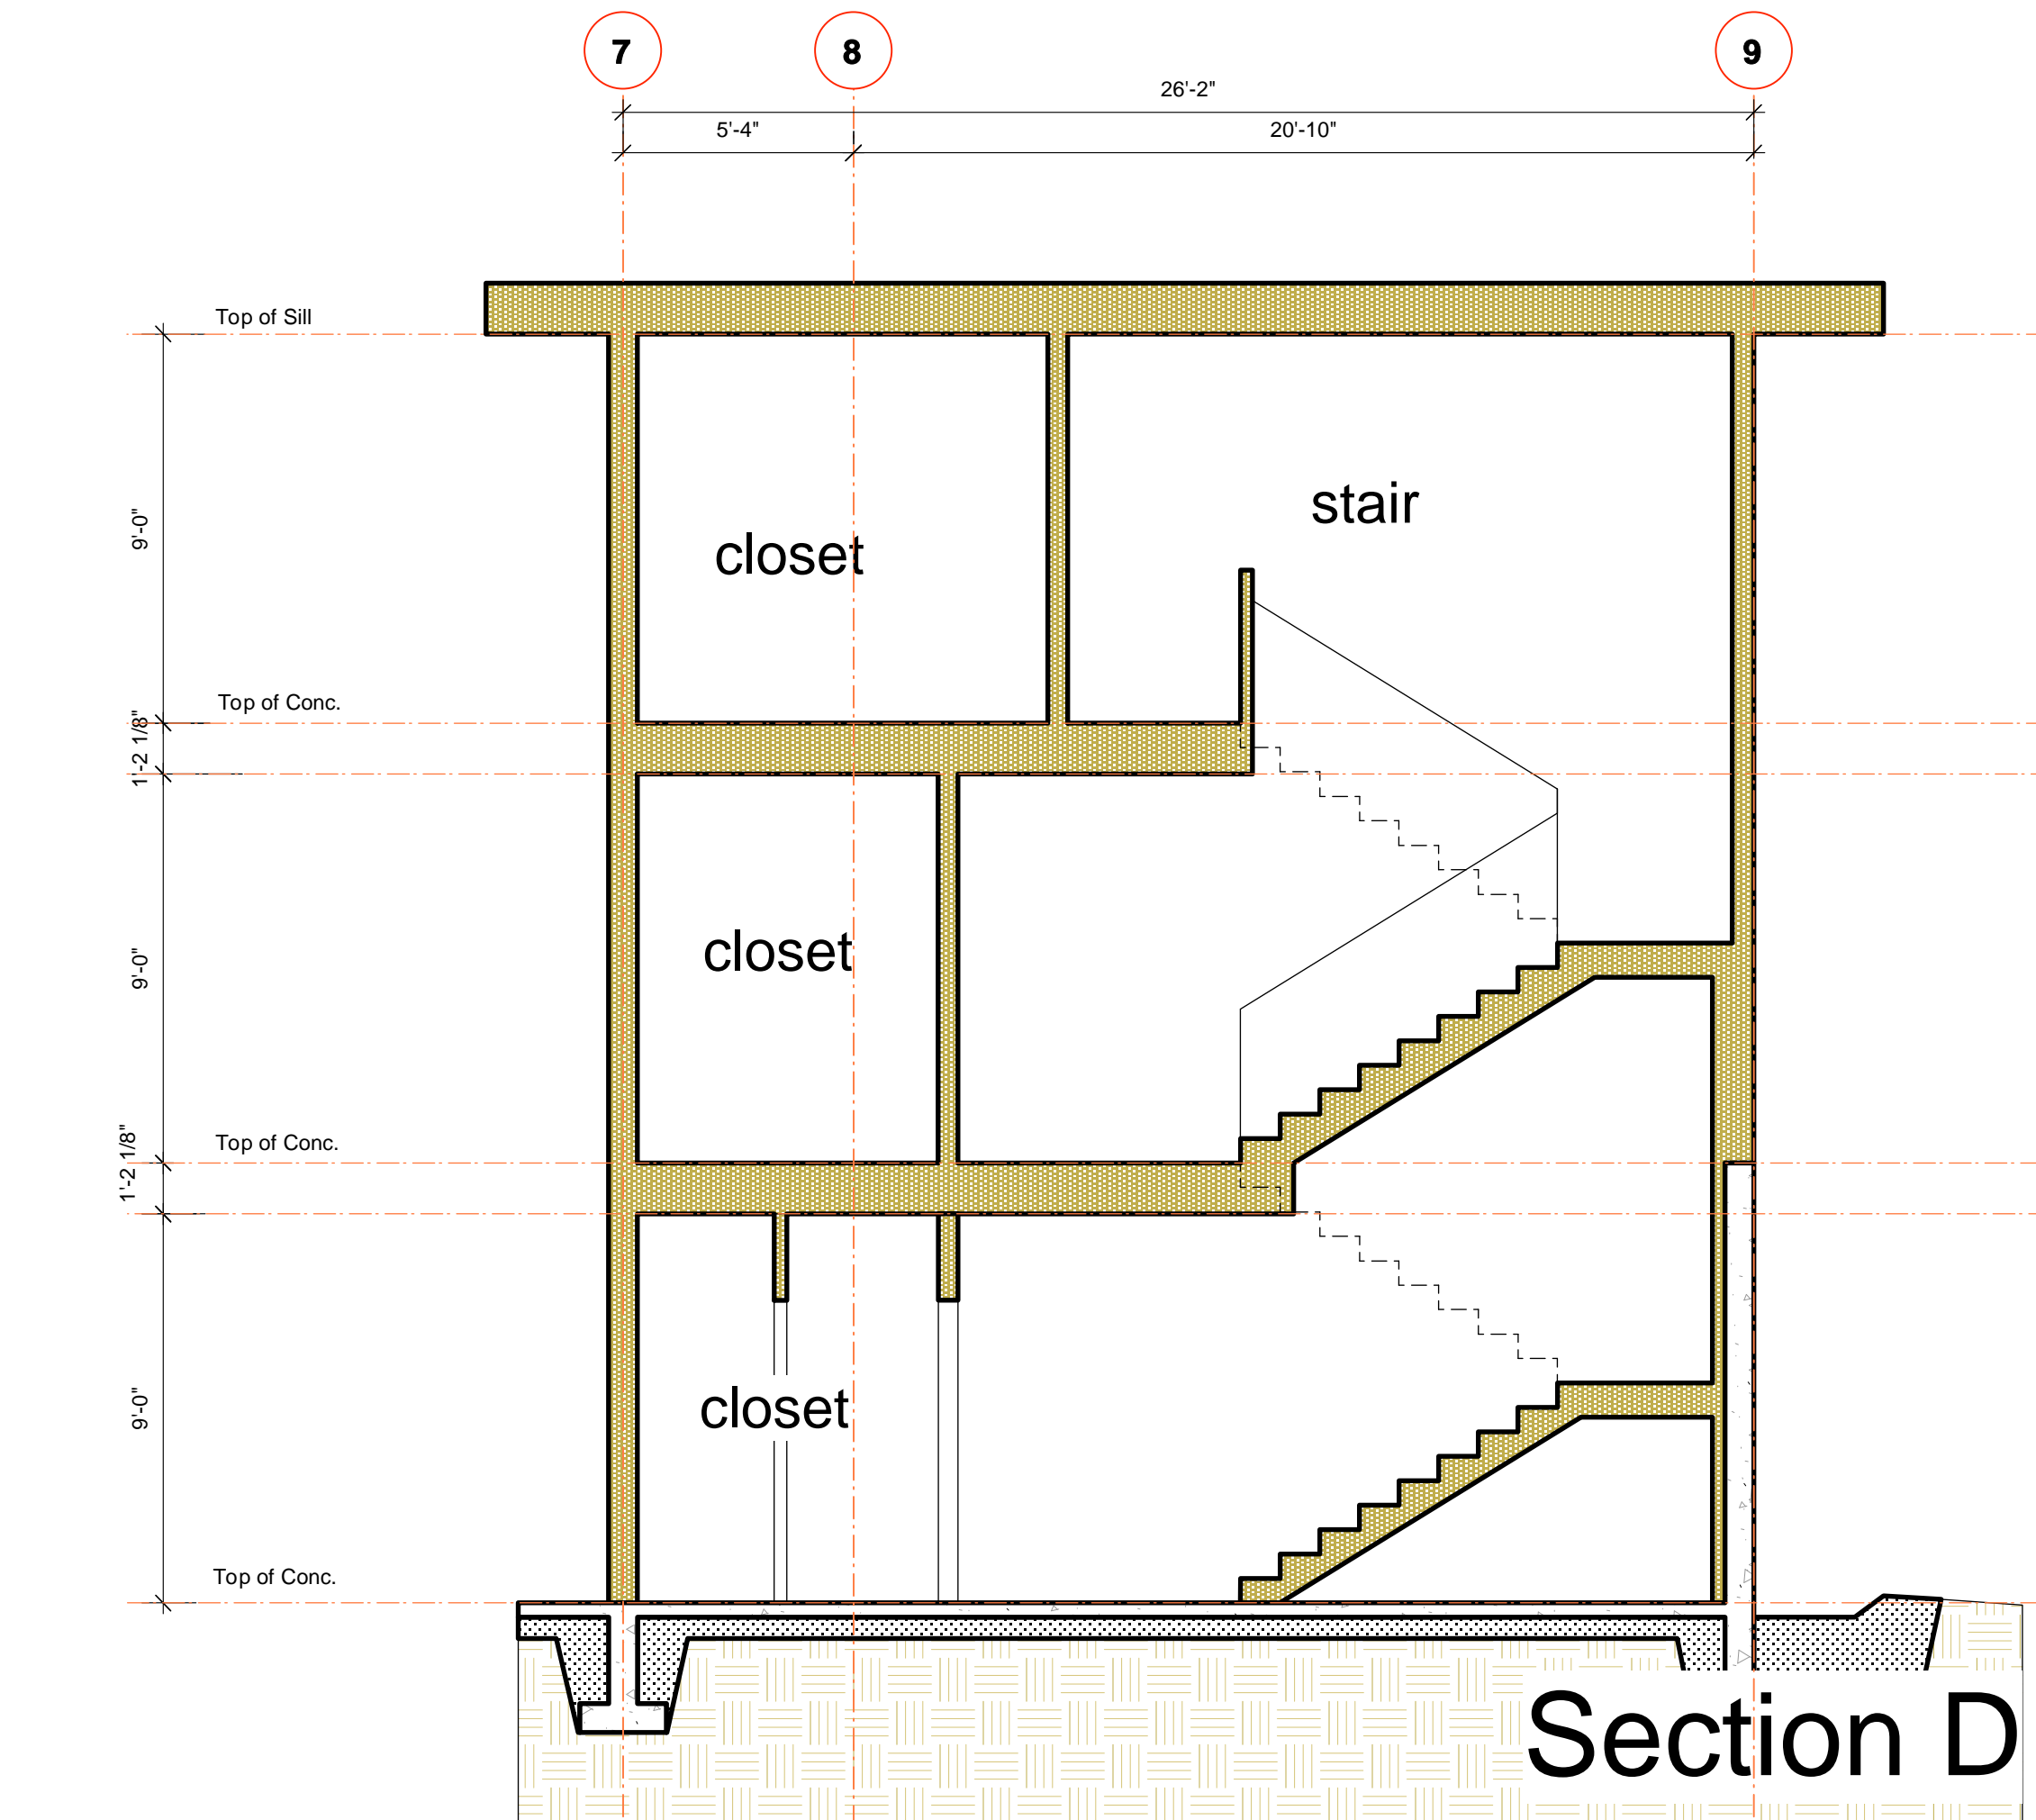 7 8 9
26'-2"
5'-4" 20'-10"
Top of Sill
9'-0"
stair
closet
Top of Conc.
1'-2 1/8"
closet
9'-0"
Top of Conc.
1'-2 1/8"
closet
9'-0"
Top of Conc.
Section D